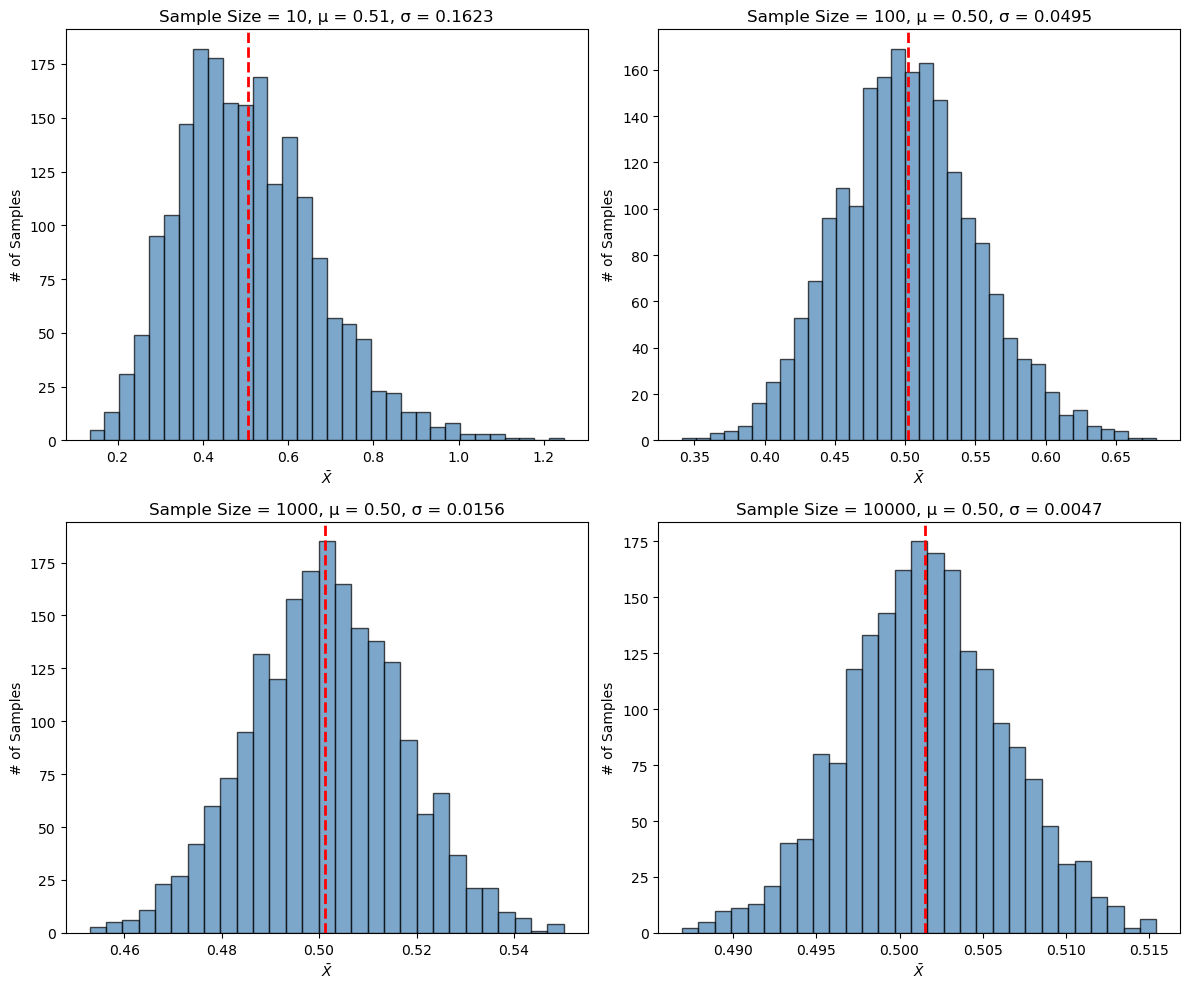 Sample Size = 10, μ = 0.51, σ = 0.1623
# of Samples
175
150
125
100
75
50
25
0
0.2 0.4 0.6 0.8 1.0 1.2
X̄
Sample Size = 100, μ = 0.50, σ = 0.0495
# of Samples
160
140
120
100
80
60
40
20
0
0.35 0.40 0.45 0.50 0.55 0.60 0.65
X̄
Sample Size = 1000, μ = 0.50, σ = 0.0156
# of Samples
175
150
125
100
75
50
25
0
0.46 0.48 0.50 0.52 0.54
X̄
Sample Size = 10000, μ = 0.50, σ = 0.0047
# of Samples
175
150
125
100
75
50
25
0
0.490 0.495 0.500 0.505 0.510 0.515
X̄